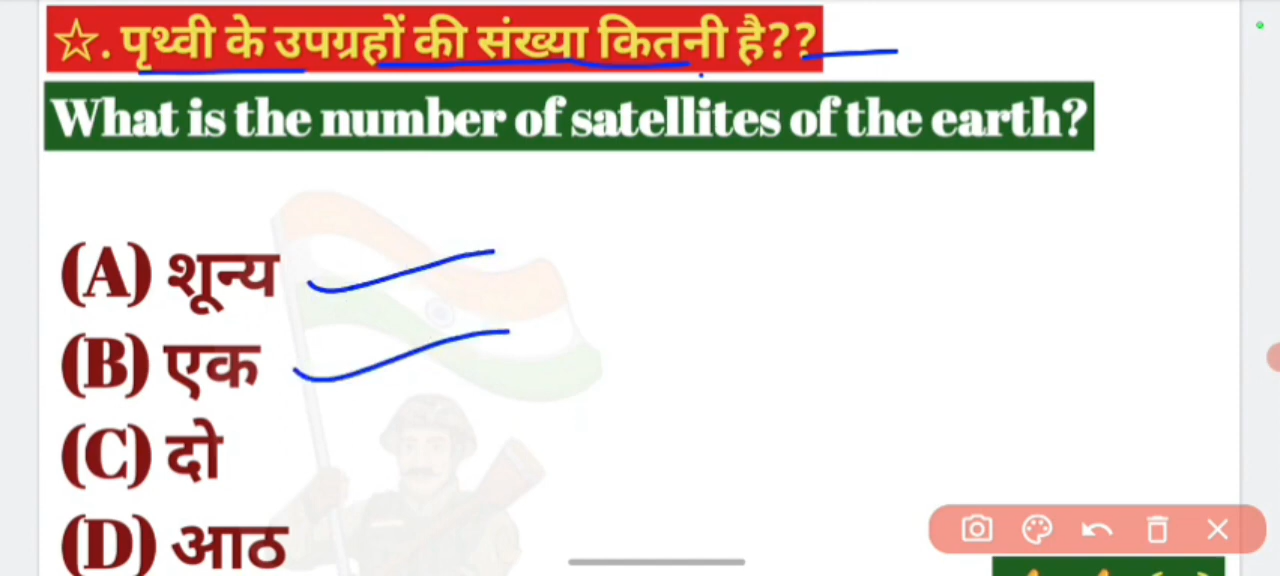 ☆. पृथ्वी के उपग्रहों की संख्या कितनी है??
What is the number of satellites of the earth?
(A) शून्य
(B) एक
(C) दो
(D) आठ